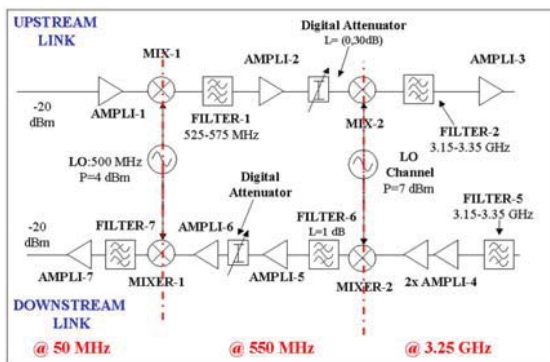 UPSTREAM
LINK
Digital Attenuator
L= (0,30dB)
MIX-1
AMPLI-2
AMPLI-3
-20
dBm
AMPLI-1
FILTER-1
525-575 MHz
MIX-2
FILTER-2
3.15-3.35 GHz
LO:500 MHz
P=4 dBm
Digital
Attenuator
LO
Channel
P=7 dBm
FILTER-5
3.15-3.35 GHz
-20
dBm
FILTER-7
AMPLI-6
FILTER-6
L=1 dB
AMPLI-7
MIXER-1
AMPLI-5
MIXER-2
2x AMPLI-4
DOWNSTREAM
LINK
@ 50 MHz
@ 550 MHz
@ 3.25 GHz